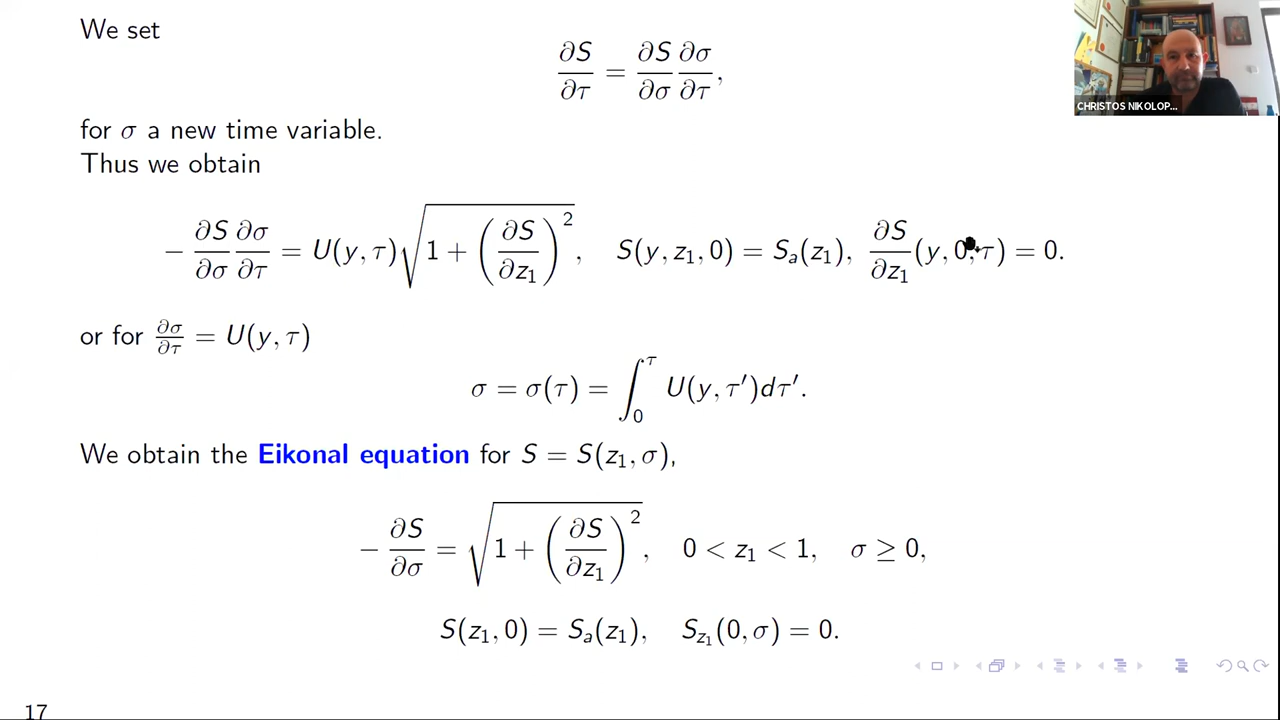 We set
∂S/∂τ = ∂S/∂σ ∂σ/∂τ,
CHRISTOS NIKOLOP...
for σ a new time variable.
Thus we obtain
− ∂S/∂σ ∂σ/∂τ = U(y, τ)√(1 + (∂S/∂z₁)²), S(y, z₁, 0) = Sₐ(z₁), ∂S/∂z₁ (y, 0, τ) = 0.
or for ∂σ/∂τ = U(y, τ)
σ = σ(τ) = ∫₀^τ U(y, τ′)dτ′.
We obtain the Eikonal equation for S = S(z₁, σ),
− ∂S/∂σ = √(1 + (∂S/∂z₁)²), 0 < z₁ < 1, σ ≥ 0,
S(z₁, 0) = Sₐ(z₁), S_z₁(0, σ) = 0.
17